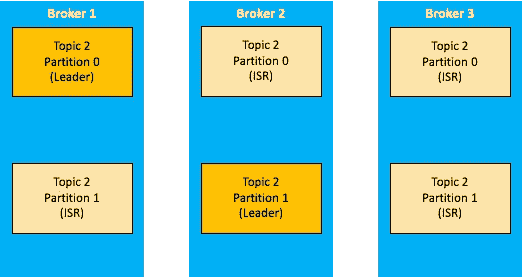 Broker 1
Broker 2
Broker 3
Topic 2
Partition 0
(Leader)
Topic 2
Partition 0
(ISR)
Topic 2
Partition 0
(ISR)
Topic 2
Partition 1
(ISR)
Topic 2
Partition 1
(Leader)
Topic 2
Partition 1
(ISR)